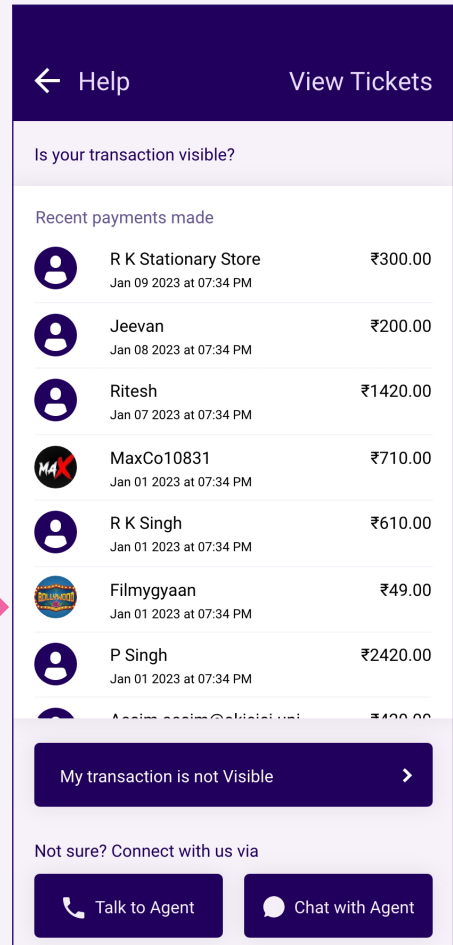 Help
View Tickets
Is your transaction visible?
Recent payments made
R K Stationary Store ₹300.00
Jan 09 2023 at 07:34 PM
Jeevan ₹200.00
Jan 08 2023 at 07:34 PM
Ritesh ₹1420.00
Jan 07 2023 at 07:34 PM
MAX
MaxCo10831 ₹710.00
Jan 01 2023 at 07:34 PM
R K Singh ₹610.00
Jan 01 2023 at 07:34 PM
BOLLYWOOD
Filmygyaan ₹49.00
Jan 01 2023 at 07:34 PM
P Singh ₹2420.00
Jan 01 2023 at 07:34 PM
My transaction is not Visible
Not sure? Connect with us via
Talk to Agent
Chat with Agent